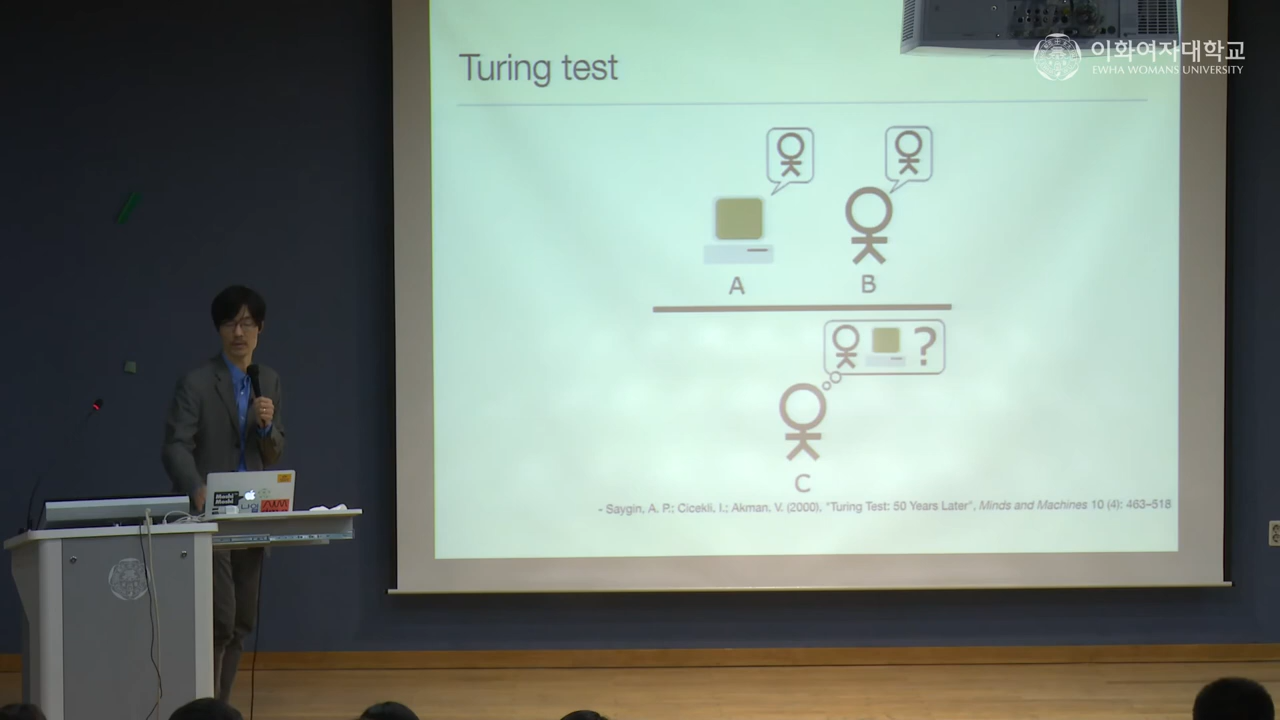 Turing test
이화여자대학교
EWHA WOMANS UNIVERSITY
A
B
?
C
- Saygin, A. P.; Cicekli, I.; Akman, V. (2000), "Turing Test: 50 Years Later", Minds and Machines 10 (4): 463–518